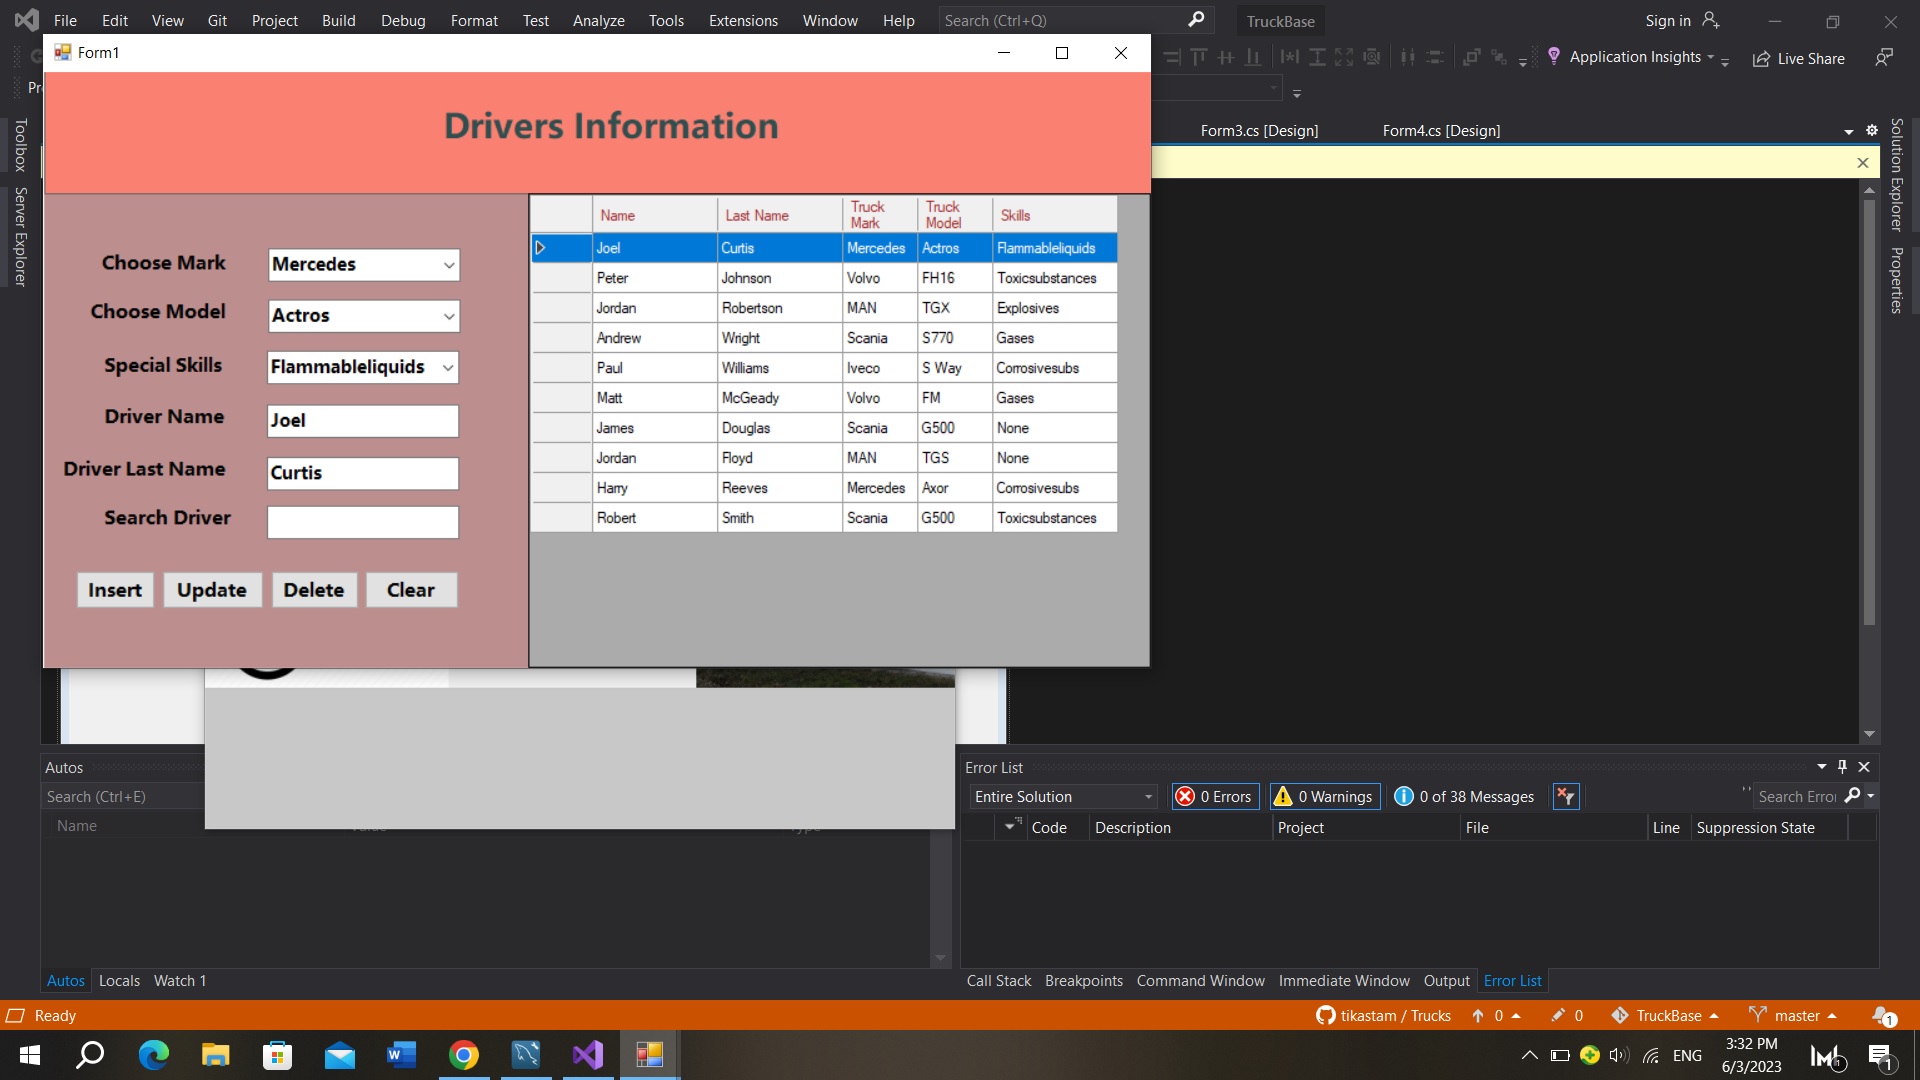 File Edit View Git Project Build Debug Format Test Analyze Tools Extensions Window Help Search (Ctrl+Q) TruckBase Sign in
Form1
Application Insights Live Share
Pr
Toolbox
Server Explorer
Form3.cs [Design] Form4.cs [Design]
Solution Explorer
Properties
Drivers Information
Choose Mark Mercedes
Choose Model Actros
Special Skills Flammableliquids
Driver Name Joel
Driver Last Name Curtis
Search Driver
Insert Update Delete Clear
Name Last Name Truck Mark Truck Model Skills
Joel Curtis Mercedes Actros Flammableliquids
Peter Johnson Volvo FH16 Toxicsubstances
Jordan Robertson MAN TGX Explosives
Andrew Wright Scania S770 Gases
Paul Williams Iveco S Way Corrosivesubs
Matt McGeady Volvo FM Gases
James Douglas Scania G500 None
Jordan Floyd MAN TGS None
Harry Reeves Mercedes Axor Corrosivesubs
Robert Smith Scania G500 Toxicsubstances
Autos
Search (Ctrl+E)
Name
Autos Locals Watch 1
Error List
Entire Solution 0 Errors 0 Warnings 0 of 38 Messages Search Error
Code Description Project File Line Suppression State
Call Stack Breakpoints Command Window Immediate Window Output Error List
Ready tikastam / Trucks 0 0 TruckBase master 1
ENG 3:32 PM 1
6/3/2023 1